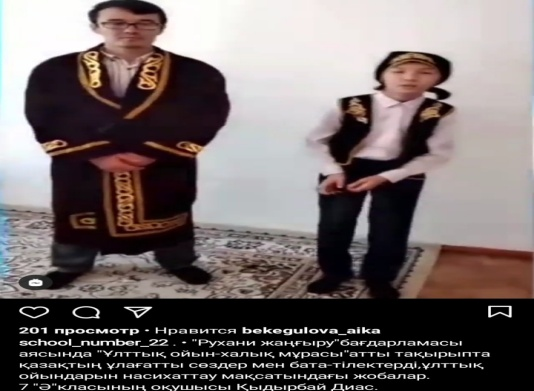 201 просмотр • Нравится bekegulova_aika
school_number_22 . • "Рухани жаңғыру"бағдарламасы
аясында "Ұлттық ойын-халық мұрасы"атты тақырыпта
қазақтың ұлағатты сөздер мен бата-тілектерді,ұлттық
ойындарын насихаттау мақсатындағы жобалар.
7 "Ә"класының оқушысы Қыдырбай Диас.